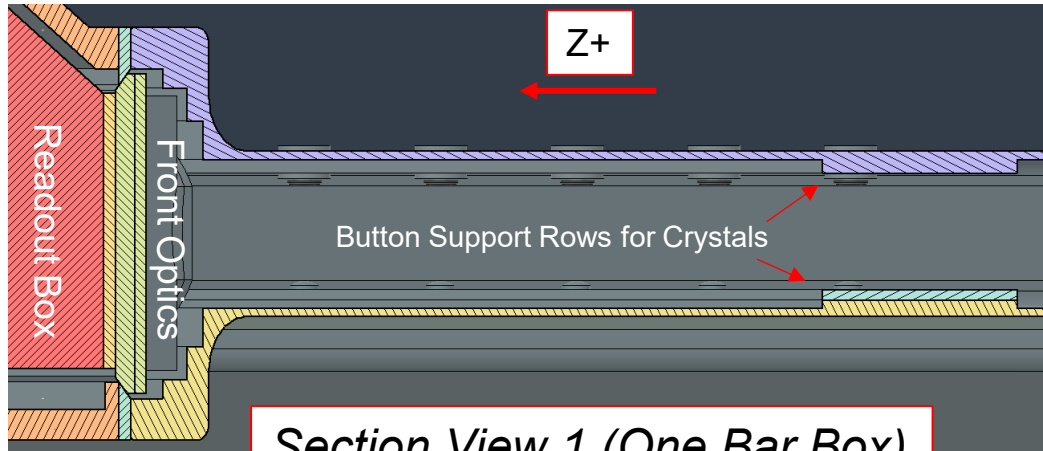 Z+
Readout Box
Front Optics
Button Support Rows for Crystals
Section View 1 (One Bar Box)